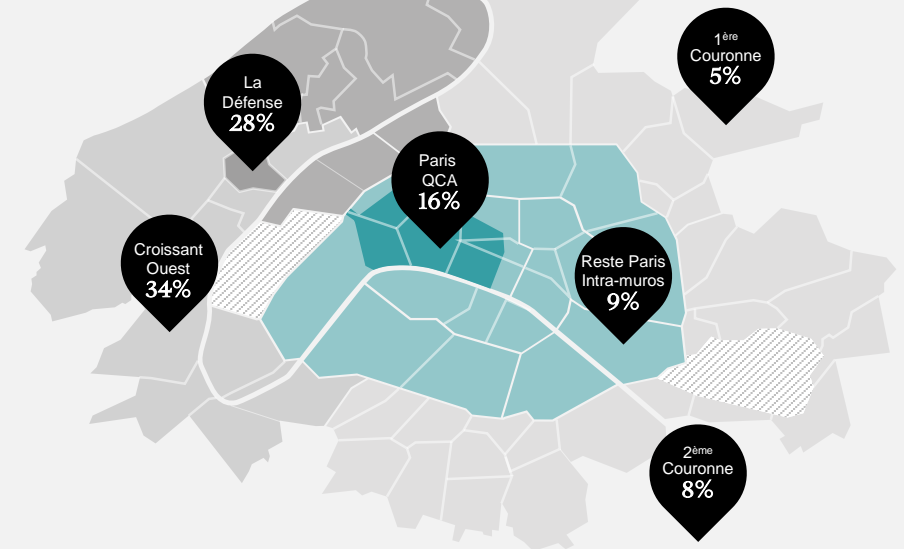 1ère
Couronne
5%
La
Défense
28%
Paris
QCA
16%
Croissant
Ouest
34%
Reste Paris
Intra-muros
9%
2ème
Couronne
8%